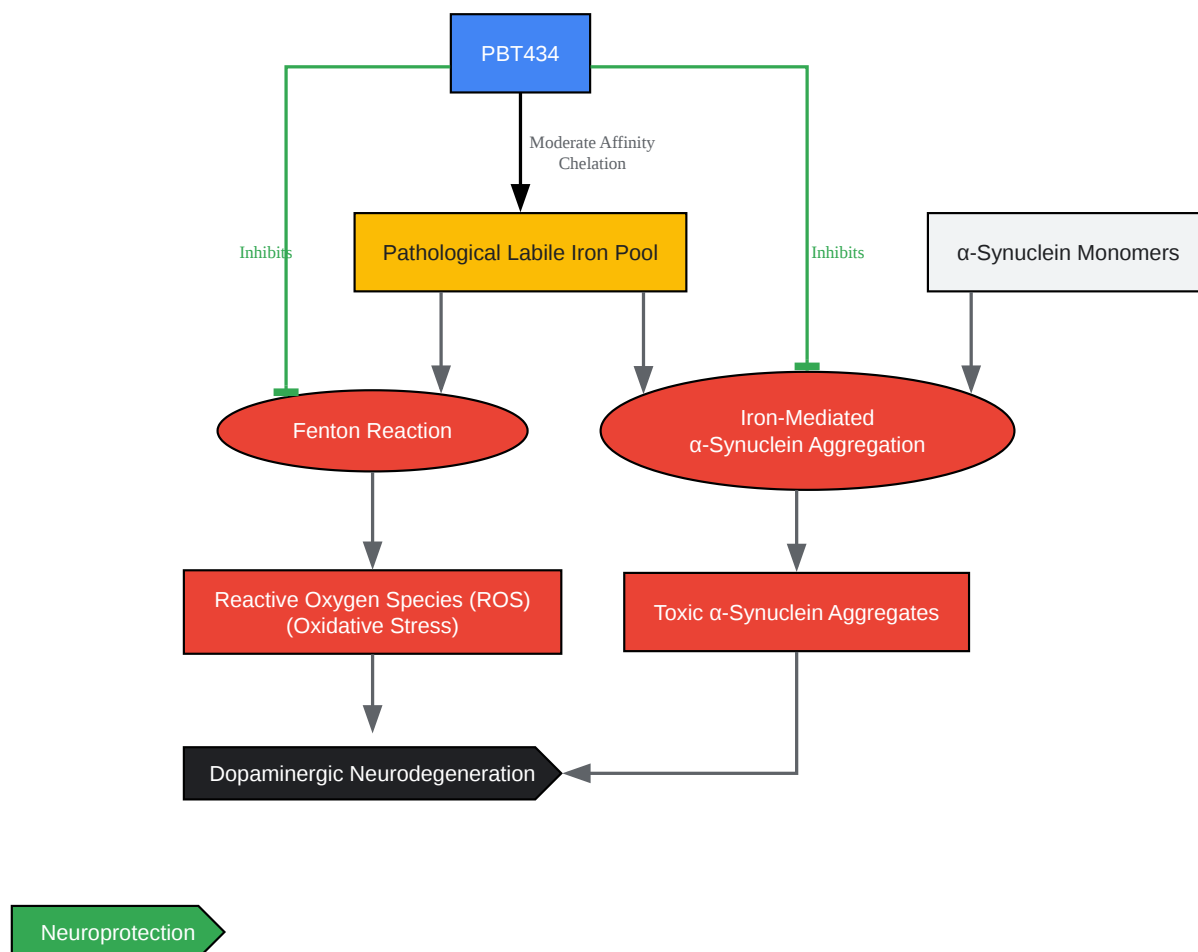 PBT434
Moderate Affinity
Chelation
Inhibits
Pathological Labile Iron Pool
Inhibits
α-Synuclein Monomers
Fenton Reaction
Iron-Mediated
α-Synuclein Aggregation
Reactive Oxygen Species (ROS)
(Oxidative Stress)
Toxic α-Synuclein Aggregates
Dopaminergic Neurodegeneration
Neuroprotection